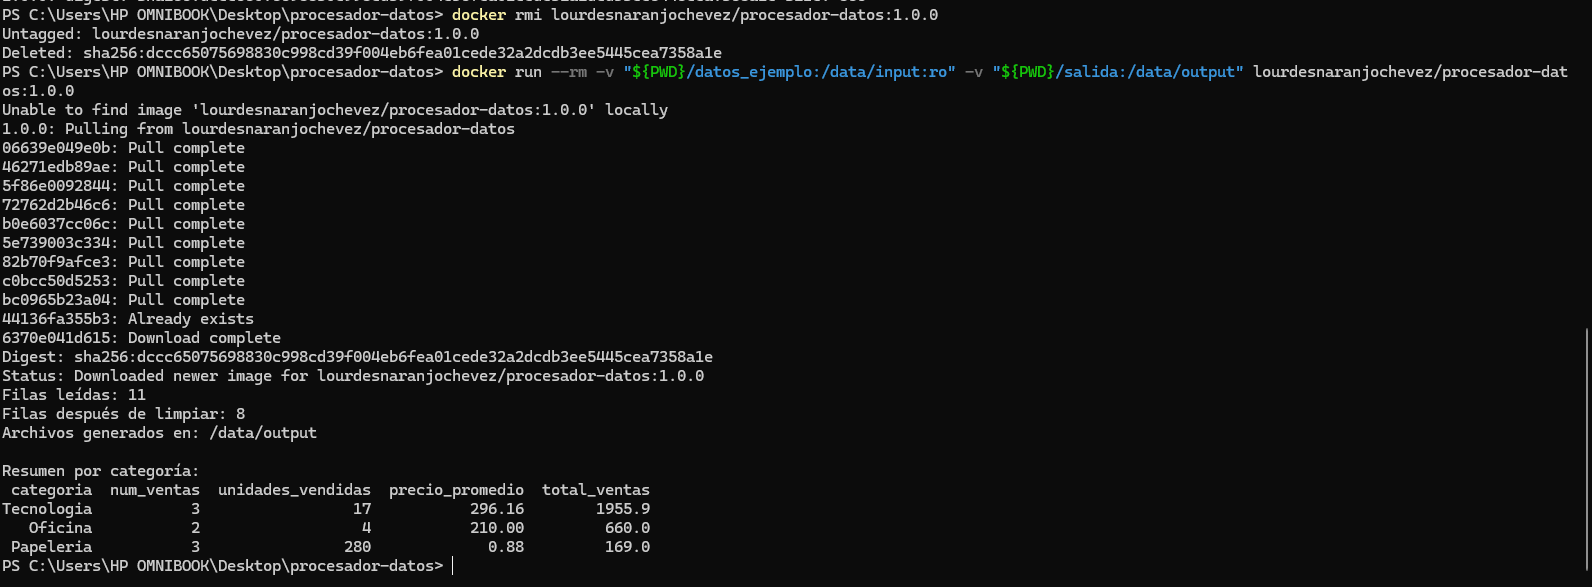 PS C:\Users\HP OMNIBOOK\Desktop\procesador-datos> docker rmi lourdesnaranjochevez/procesador-datos:1.0.0
Untagged: lourdesnaranjochevez/procesador-datos:1.0.0
Deleted: sha256:dccc65075698830c998cd39f004eb6fea01cede32a2dcdb3ee5445cea7358a1e
PS C:\Users\HP OMNIBOOK\Desktop\procesador-datos> docker run --rm -v "${PWD}/datos_ejemplo:/data/input:ro" -v "${PWD}/salida:/data/output" lourdesnaranjochevez/procesador-dat
os:1.0.0
Unable to find image 'lourdesnaranjochevez/procesador-datos:1.0.0' locally
1.0.0: Pulling from lourdesnaranjochevez/procesador-datos
06639e049e0b: Pull complete
46271edb89ae: Pull complete
5f86e0092844: Pull complete
72762d2b46c6: Pull complete
b0e6037cc06c: Pull complete
5e739003c334: Pull complete
82b70f9afce3: Pull complete
c0bcc50d5253: Pull complete
bc0965b23a04: Pull complete
44136fa355b3: Already exists
6370e041d615: Download complete
Digest: sha256:dccc65075698830c998cd39f004eb6fea01cede32a2dcdb3ee5445cea7358a1e
Status: Downloaded newer image for lourdesnaranjochevez/procesador-datos:1.0.0
Filas leídas: 11
Filas después de limpiar: 8
Archivos generados en: /data/output
Resumen por categoría:
categoria num_ventas unidades_vendidas precio_promedio total_ventas
Tecnologia 3 17 296.16 1955.9
Oficina 2 4 210.00 660.0
Papeleria 3 280 0.88 169.0
PS C:\Users\HP OMNIBOOK\Desktop\procesador-datos>